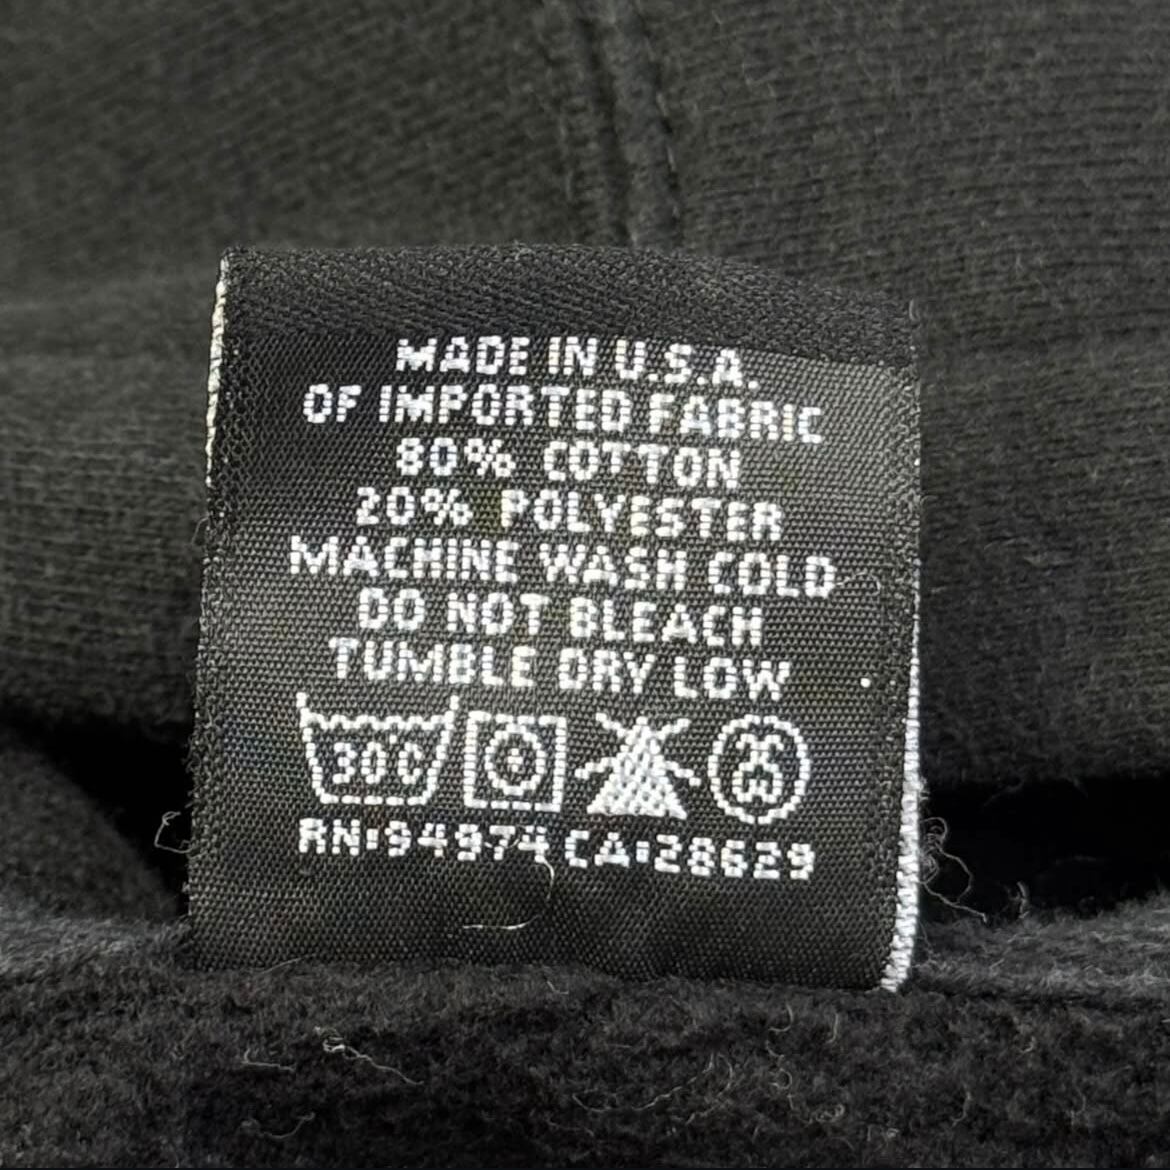 MADE IN U.S.A.
OF IMPORTED FABRIC
80% COTTON
20% POLYESTER
MACHINE WASH COLD
DO NOT BLEACH
TUMBLE DRY LOW
30C
RN:94974 CA:28629